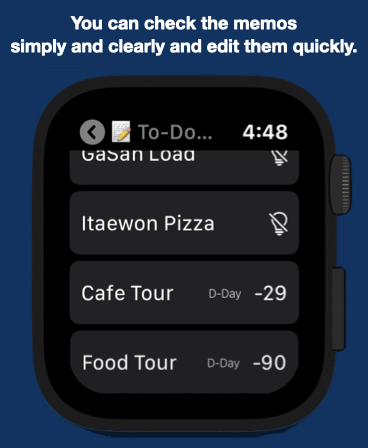 You can check the memos
simply and clearly and edit them quickly.
To-Do... 4:48
GaSan Load
Itaewon Pizza
Cafe Tour D-Day -29
Food Tour D-Day -90